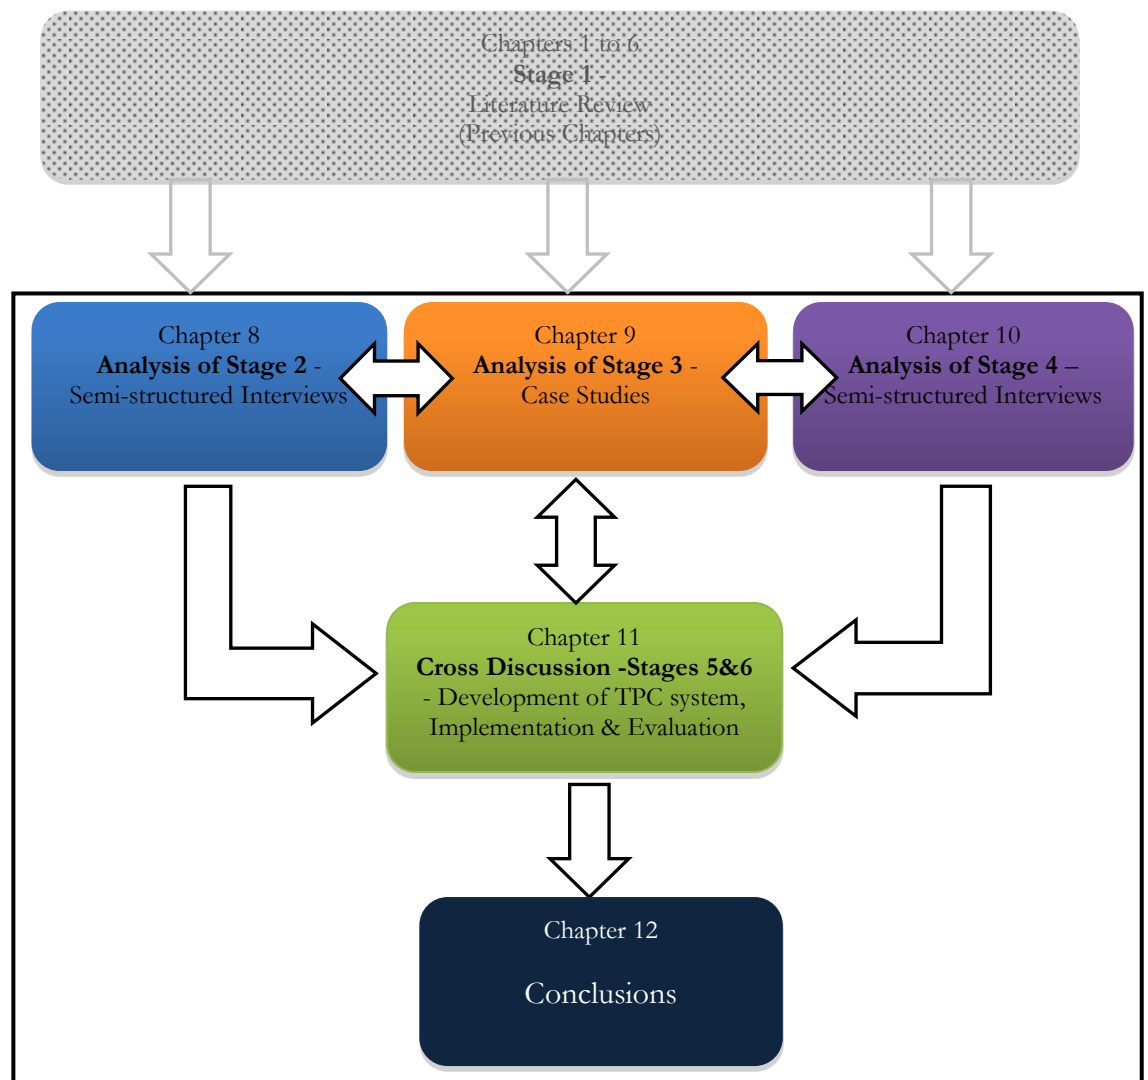 Chapters 1 to 6
Stage 1 -
Literature Review
(Previous Chapters)
Chapter 8
Analysis of Stage 2 -
Semi-structured Interviews
Chapter 9
Analysis of Stage 3 -
Case Studies
Chapter 10
Analysis of Stage 4 –
Semi-structured Interviews
Chapter 11
Cross Discussion -Stages 5&6
- Development of TPC system,
Implementation & Evaluation
Chapter 12
Conclusions